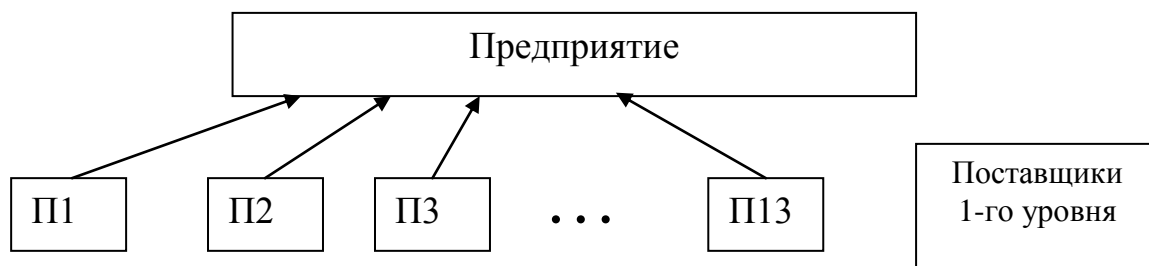 Предприятие
П1 П2 П3 ... П13
Поставщики
1-го уровня